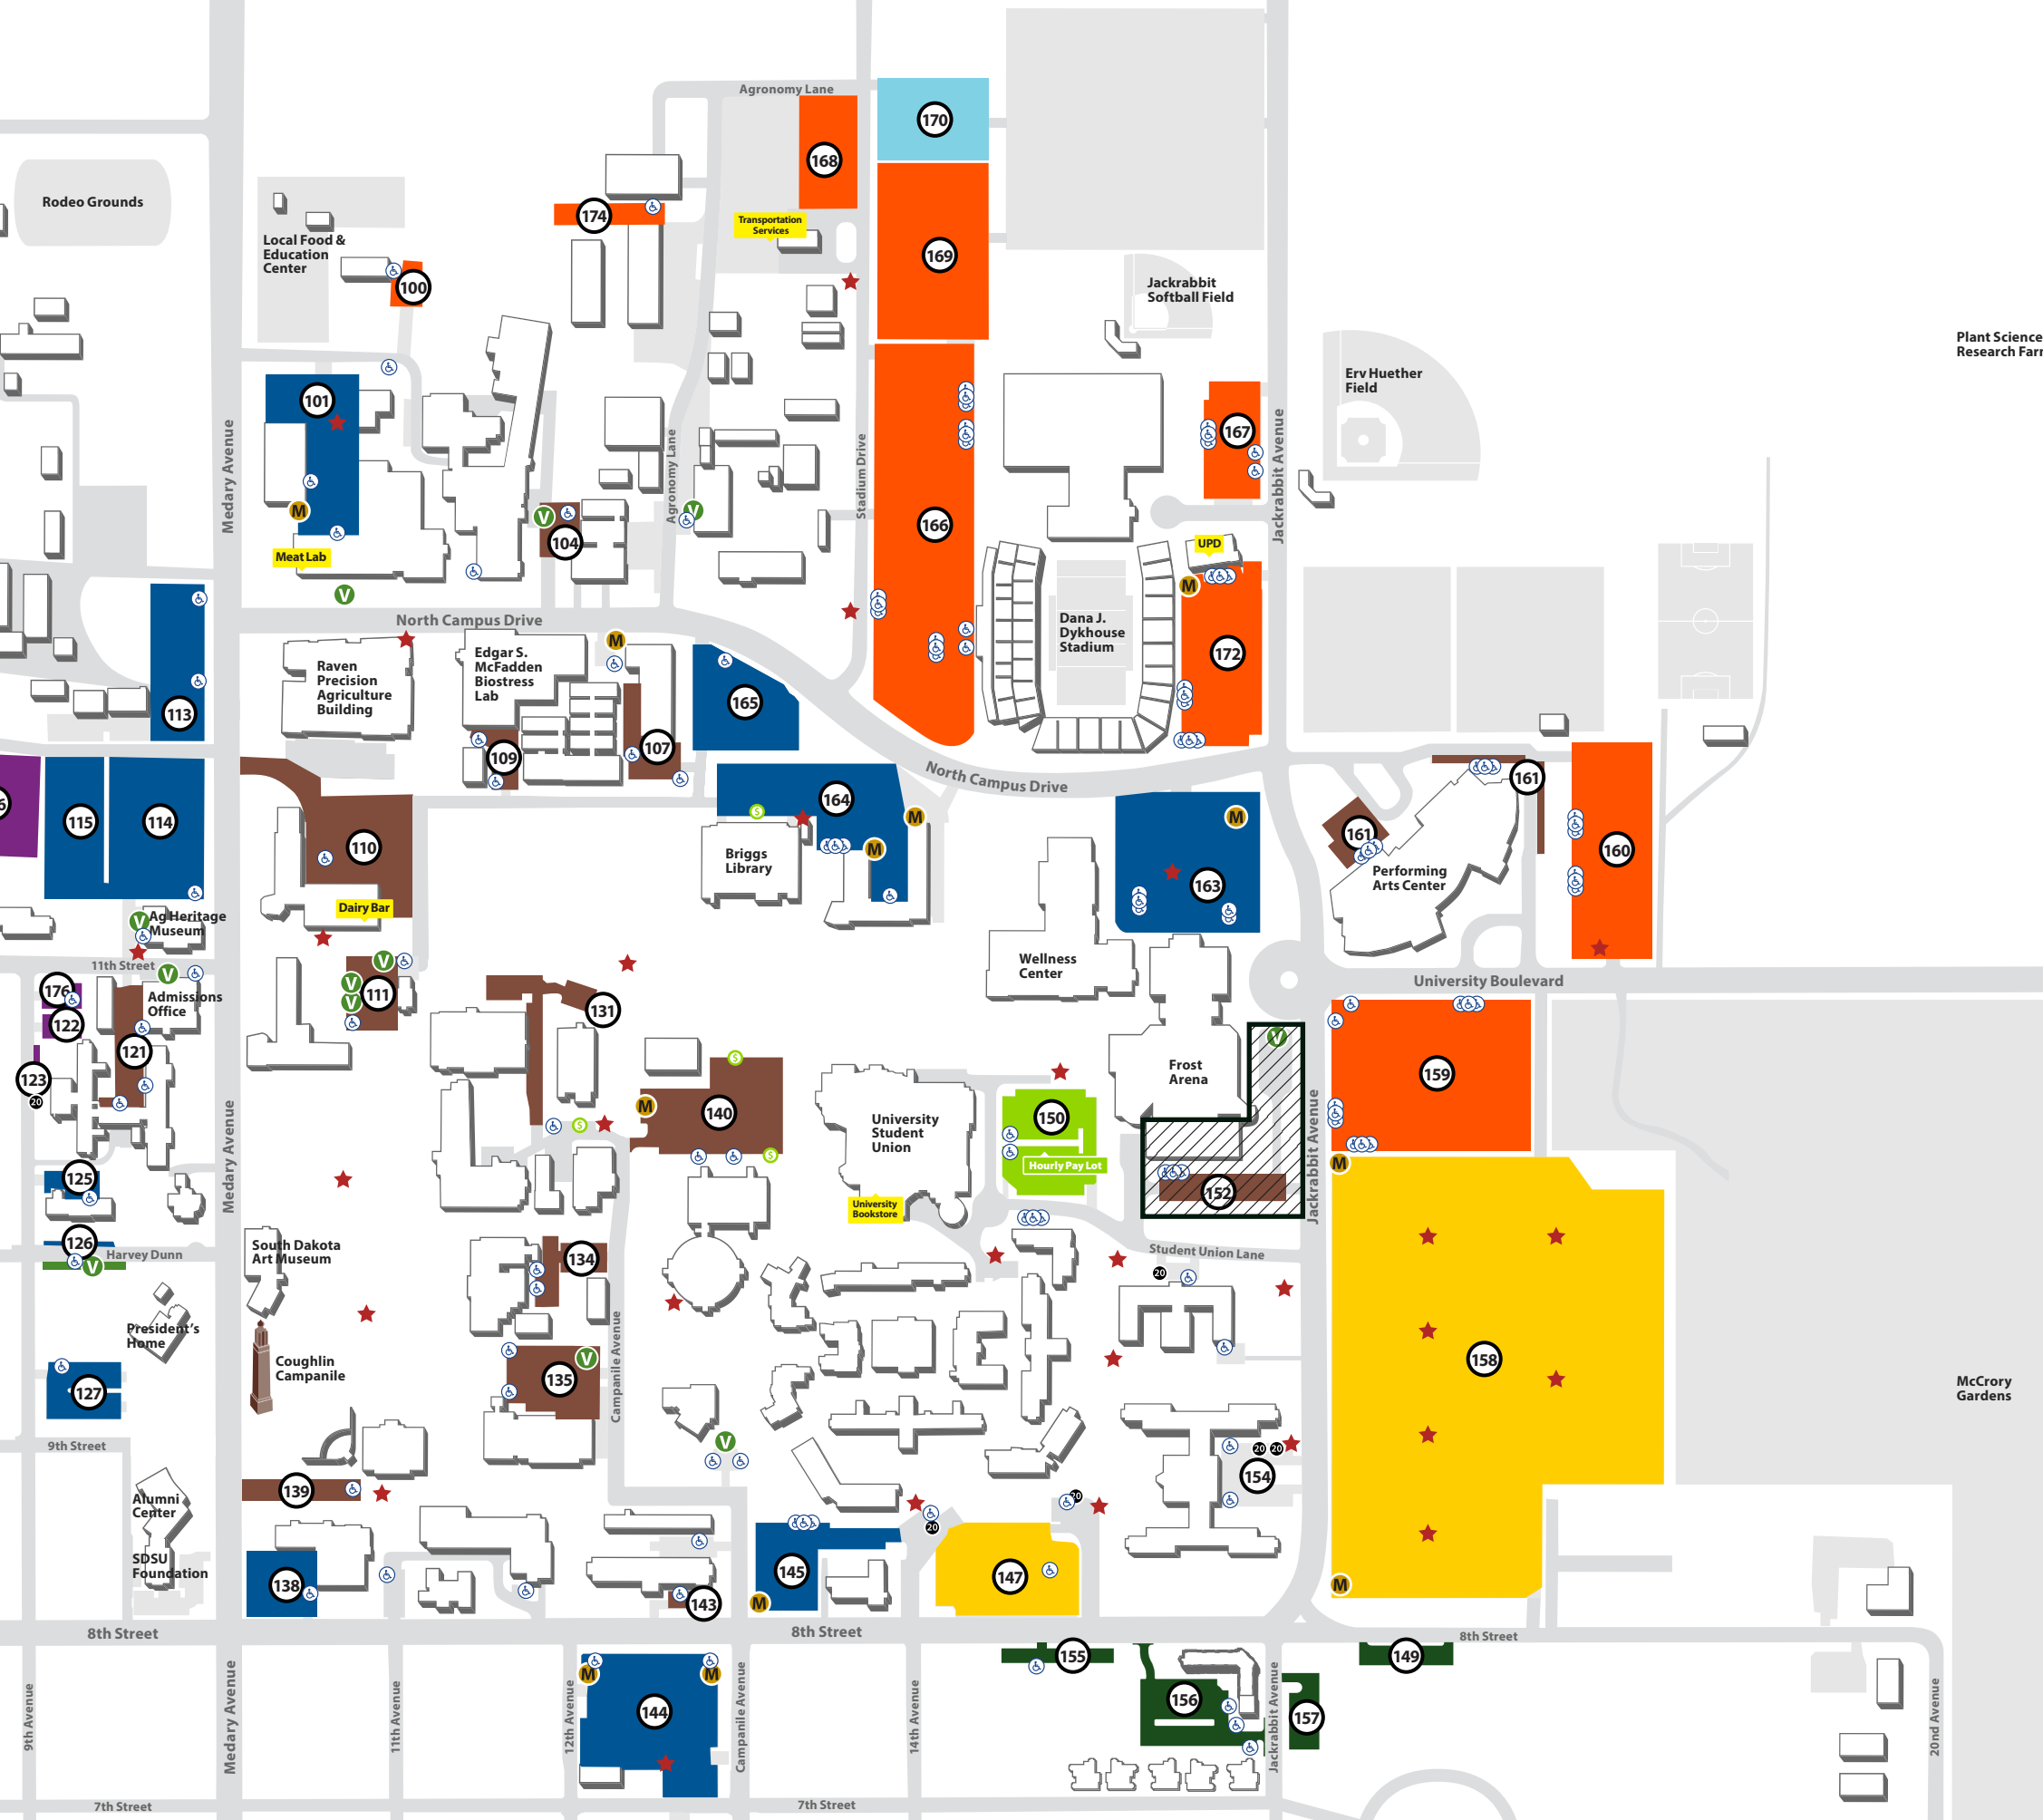 Agronomy Lane
170
168
Rodeo Grounds
174
Transportation
Services
Local Food &
Education
Center
169
100
Jackrabbit
Softball Field
Plant Science
Erv Huether
Field
101
167
Medary Avenue
Agronomy Lane
Stadium Drive
Jackrabbit Avenue
M
V
V
166
104
Meat Lab
UPD
V
M
North Campus Drive
Dana J.
Dykhouse
Stadium
M
Raven
Precision
Agriculture
Building
Edgar S.
McFadden
Biostress
Lab
172
165
113
107
109
North Campus Drive
161
115
114
164
M
M
M
161
110
Briggs
Library
160
Performing
Arts Center
163
Dairy Bar
V
Ag Heritage
Museum
11th Street
V
V
Wellness
Center
University Boulevard
176
Admissions
Office
V
111
V
131
122
V
121
123
20
S
Frost
Arena
159
M
140
S
S
150
University
Student
Union
Hourly Pay Lot
Medary Avenue
Jackrabbit Avenue
M
125
152
University
Bookstore
126
Harvey Dunn
V
South Dakota
Art Museum
134
Student Union Lane
20
President's
Home
Coughlin
Campanile
V
135
158
Campanile Avenue
127
McCrory
Gardens
9th Street
V
20
20
154
139
Alumni
Center
20
20
SDSU
Foundation
138
145
147
M
M
143
8th Street
8th Street
8th Street
155
149
M
M
156
144
157
9th Avenue
Medary Avenue
11th Avenue
12th Avenue
Campanile Avenue
14th Avenue
Jackrabbit Avenue
20nd Avenue
7th Street
7th Street